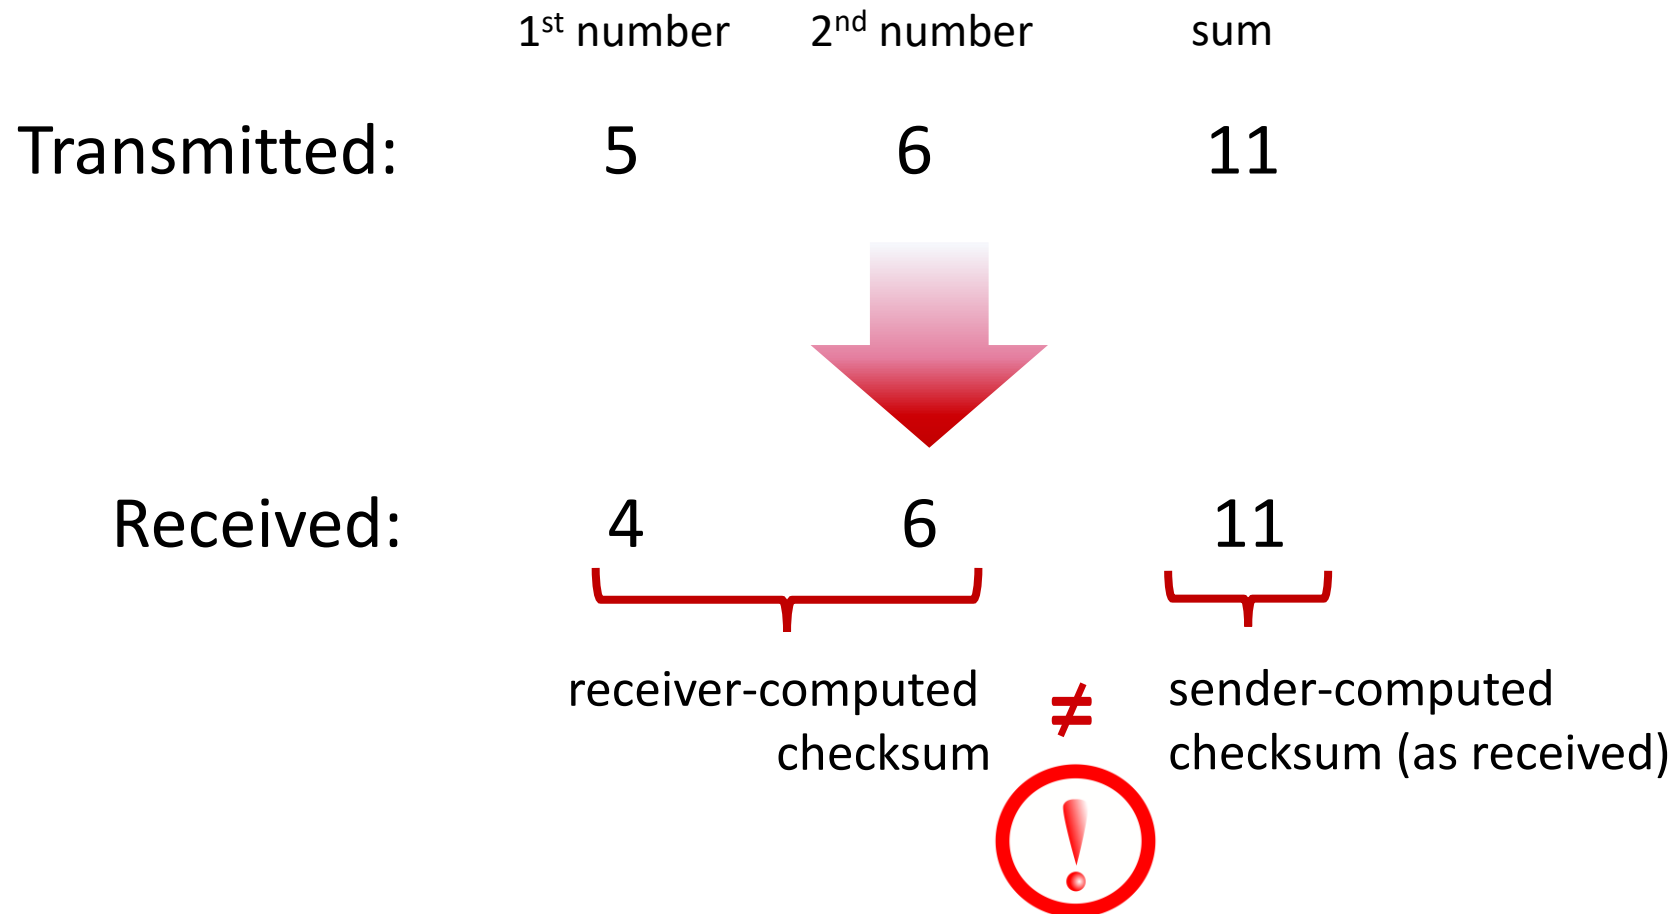 1st number 2nd number sum
Transmitted: 5 6 11
Received: 4 6 11
receiver-computed checksum
≠
sender-computed checksum (as received)
!